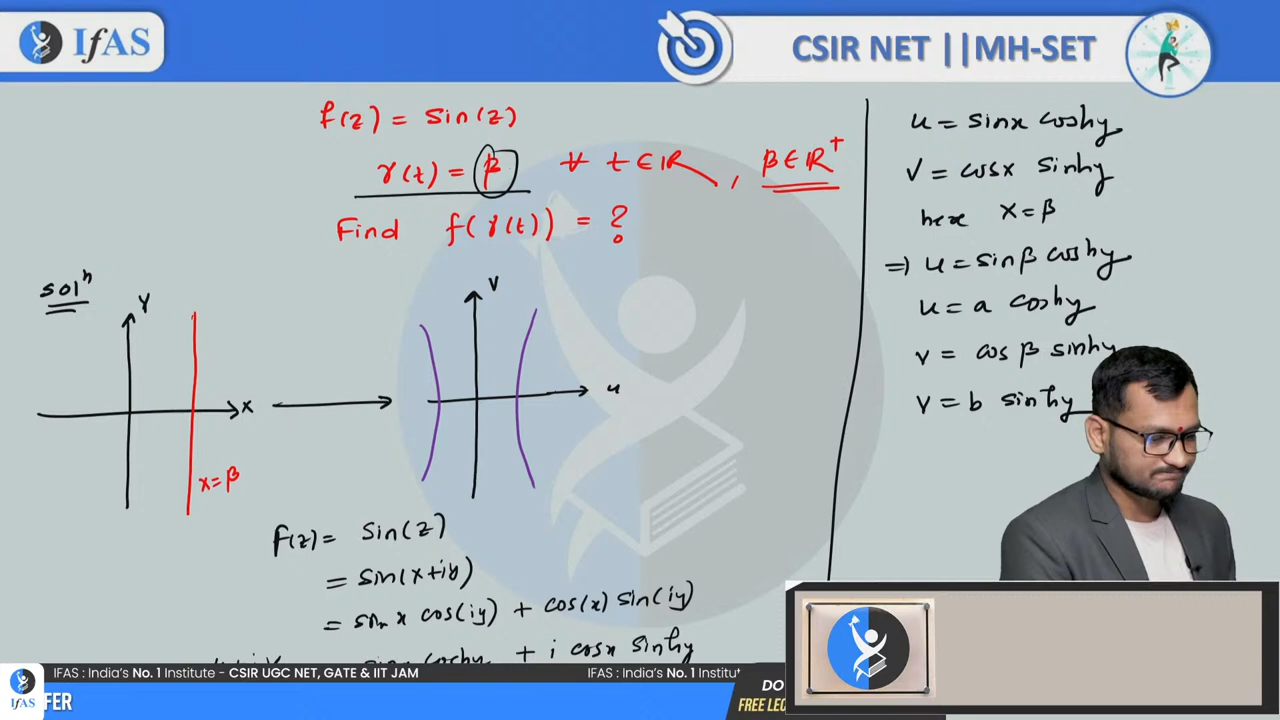 IfAS
CSIR NET ||MH-SET
f(z) = sin(z)
γ(t) = β ∀ t ∈ ℝ, β ∈ ℝ⁺
Find f(γ(t)) = ?
solⁿ
Y
X
x = β
V
u
f(z) = sin(z)
= sin(x+iy)
= sin x cos(iy) + cos(x) sin(iy)
+ i cosx sinhy
u = sinx coshy
v = cosx sinhy
here x = β
⇒ u = sinβ coshy
u = a coshy
v = cos β sinhy
v = b sinhy
IFAS : India's No. 1 Institute - CSIR UGC NET, GATE & IIT JAM IFAS : India's No. 1 Institut
IfAS
FER
DO
FREE LEC